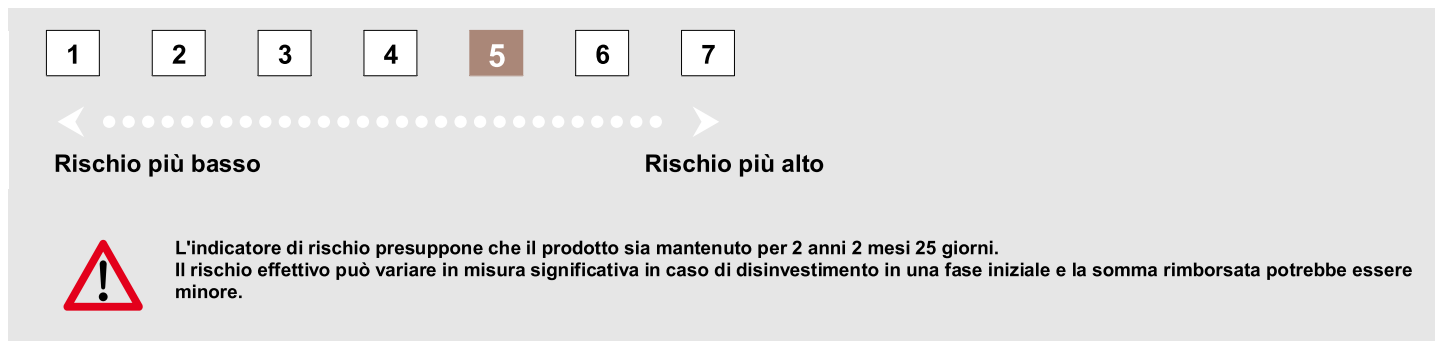 1 2 3 4 5 6 7
Rischio più basso Rischio più alto
L'indicatore di rischio presuppone che il prodotto sia mantenuto per 2 anni 2 mesi 25 giorni.
Il rischio effettivo può variare in misura significativa in caso di disinvestimento in una fase iniziale e la somma rimborsata potrebbe essere
minore.